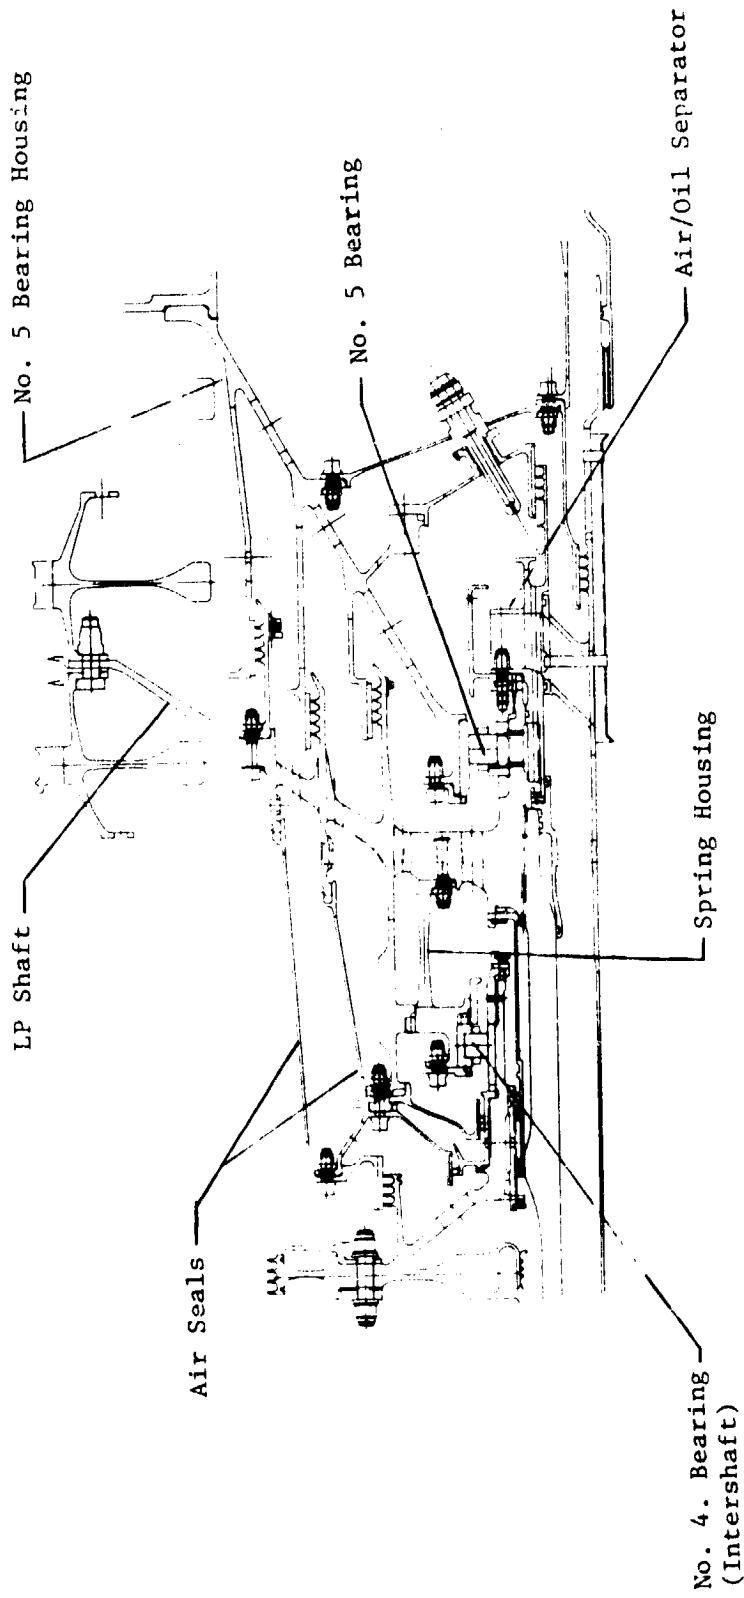 No. 5 Bearing Housing
LP Shaft
No. 5 Bearing
Air Seals
Air/Oil Separator
Spring Housing
No. 4. Bearing
(Intershaft)